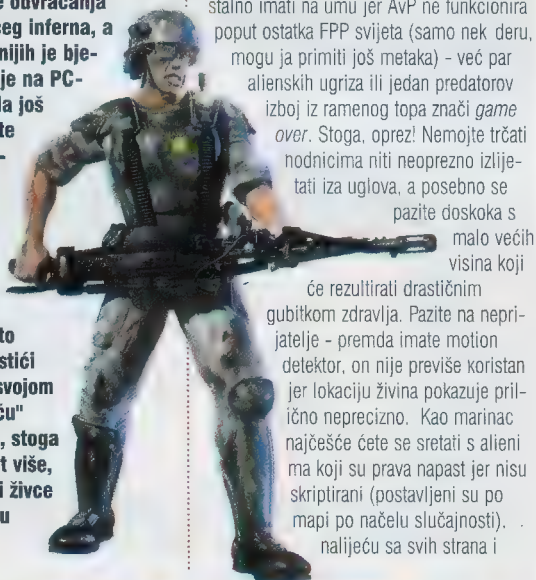 e odvraćanja
ćeg inferna, a
nijih je bje-
je na PC-
la još
te
-
to
stići
svojom
ću"
, stoga
t više,
i živce
u
stalno imati na umu jer AvP ne funkcionira
poput ostatka FPP svijeta (samo nek deru,
mogu ja primiti još metaka) - već par
alienskih ugriza ili jedan predatorov
izboj iz ramenog topa znači game
over. Stoga, oprez! Nemojte trčati
hodnicima niti neoprezno izlije-
tati iza uglova, a posebno se
pazite doskoka s
malo većih
visina koji
će rezultirati drastičnim
gubitkom zdravlja. Pazite na nepri-
jatelje - premda imate motion
detektor, on nije previše koristan
jer lokaciju živina pokazuje pril-
ično neprecizno. Kao marinac
najčešće ćete se sretati s alieni
ma koji su prava napast jer nisu
skriptirani (postavljeni su po
mapi po načelu slučajnosti),
nalijeću sa svih strana i